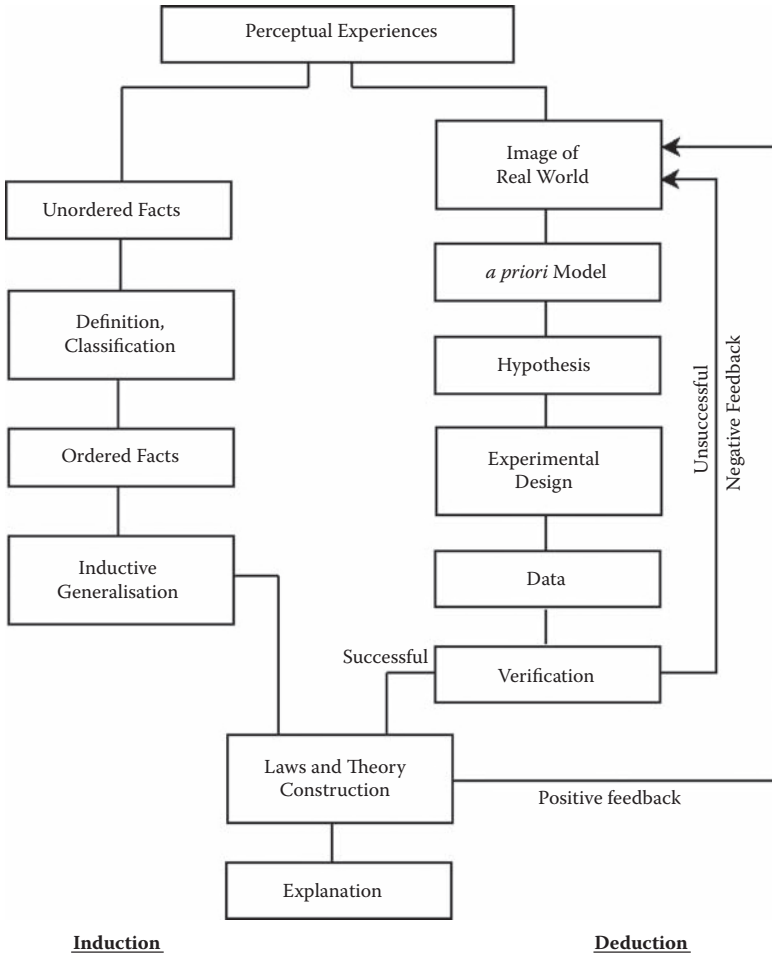 Perceptual Experiences
Unordered Facts
Definition,
Classification
Ordered Facts
Inductive
Generalisation
Image of
Real World
a priori Model
Hypothesis
Experimental
Design
Data
Verification
Unsuccessful
Negative Feedback
Successful
Laws and Theory
Construction
Positive feedback
Explanation
Induction
Deduction